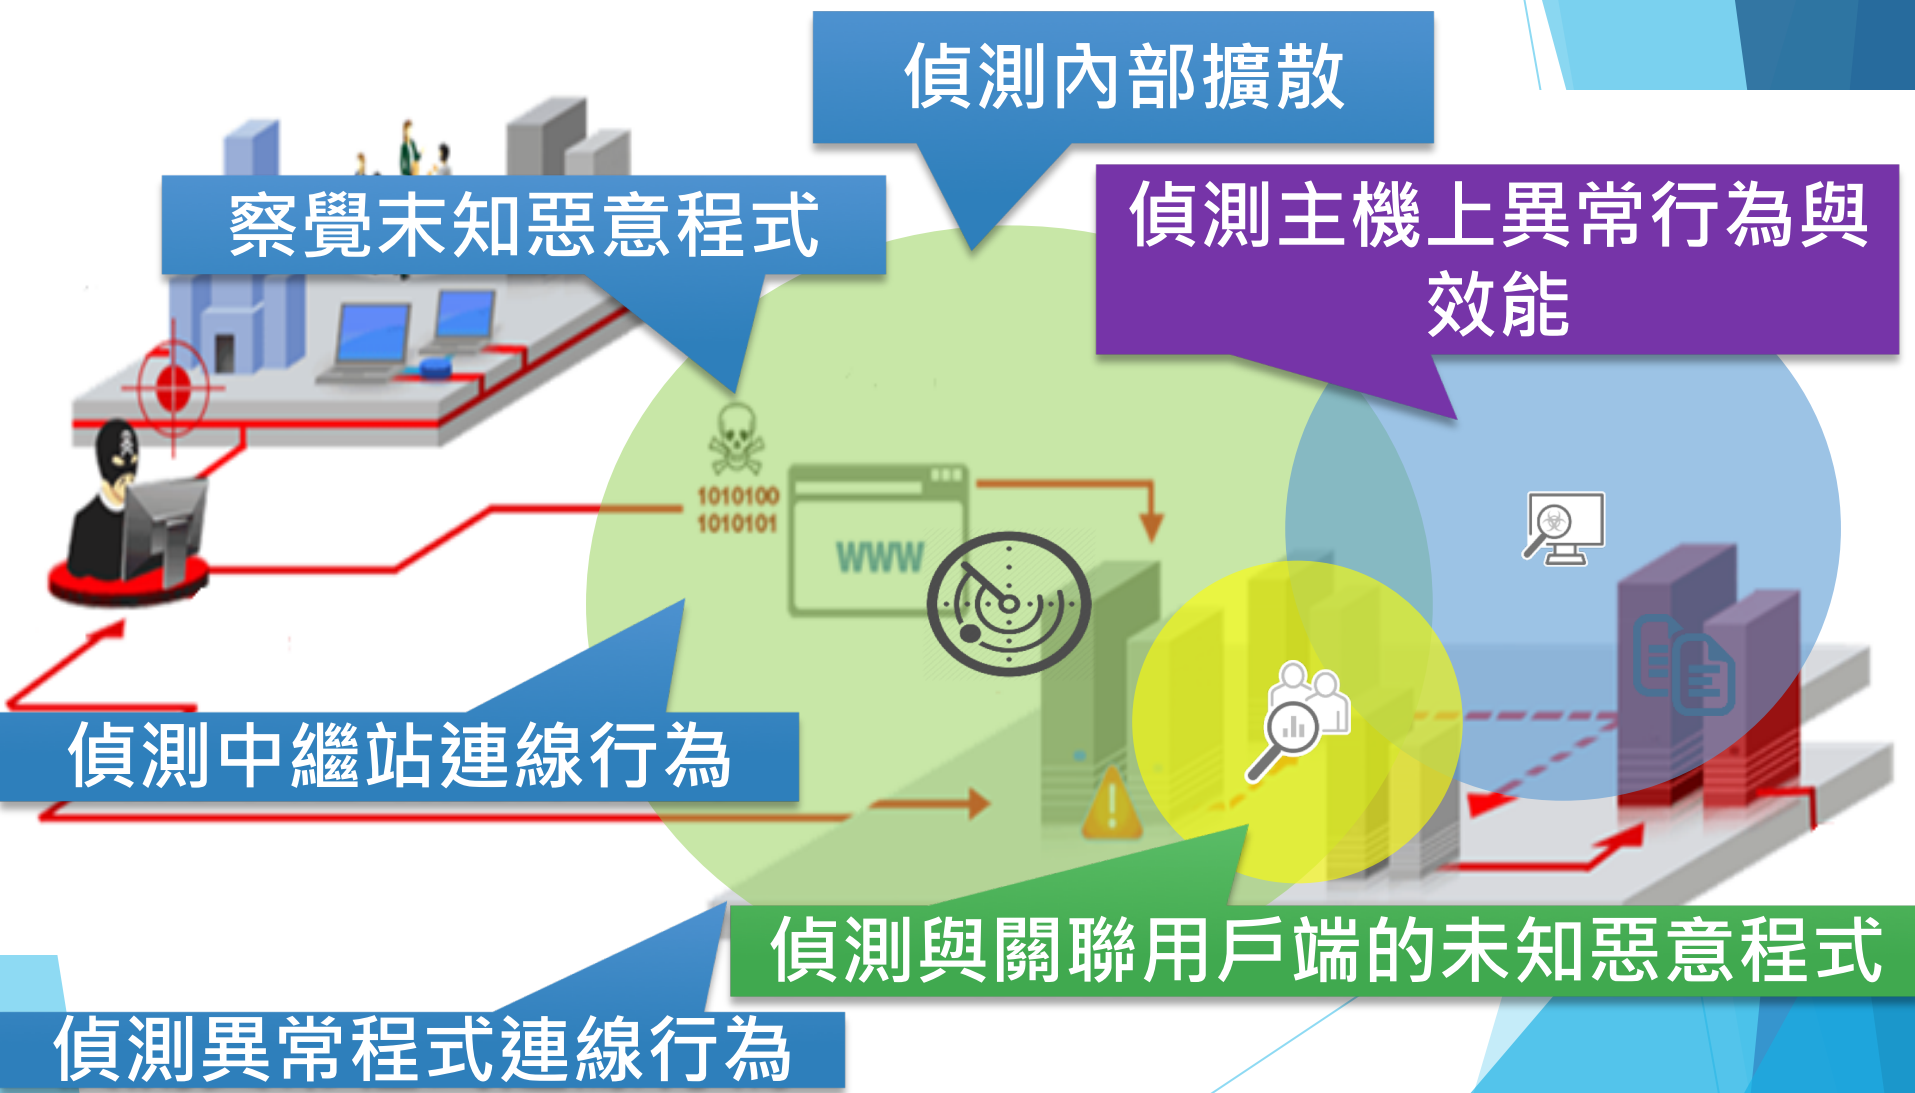 偵測內部擴散
察覺末知惡意程式
偵測主機上異常行為與
效能
1010100
1010101
WWW
偵測中繼站連線行為
偵測與關聯用戶端的未知惡意程式
偵測異常程式連線行為